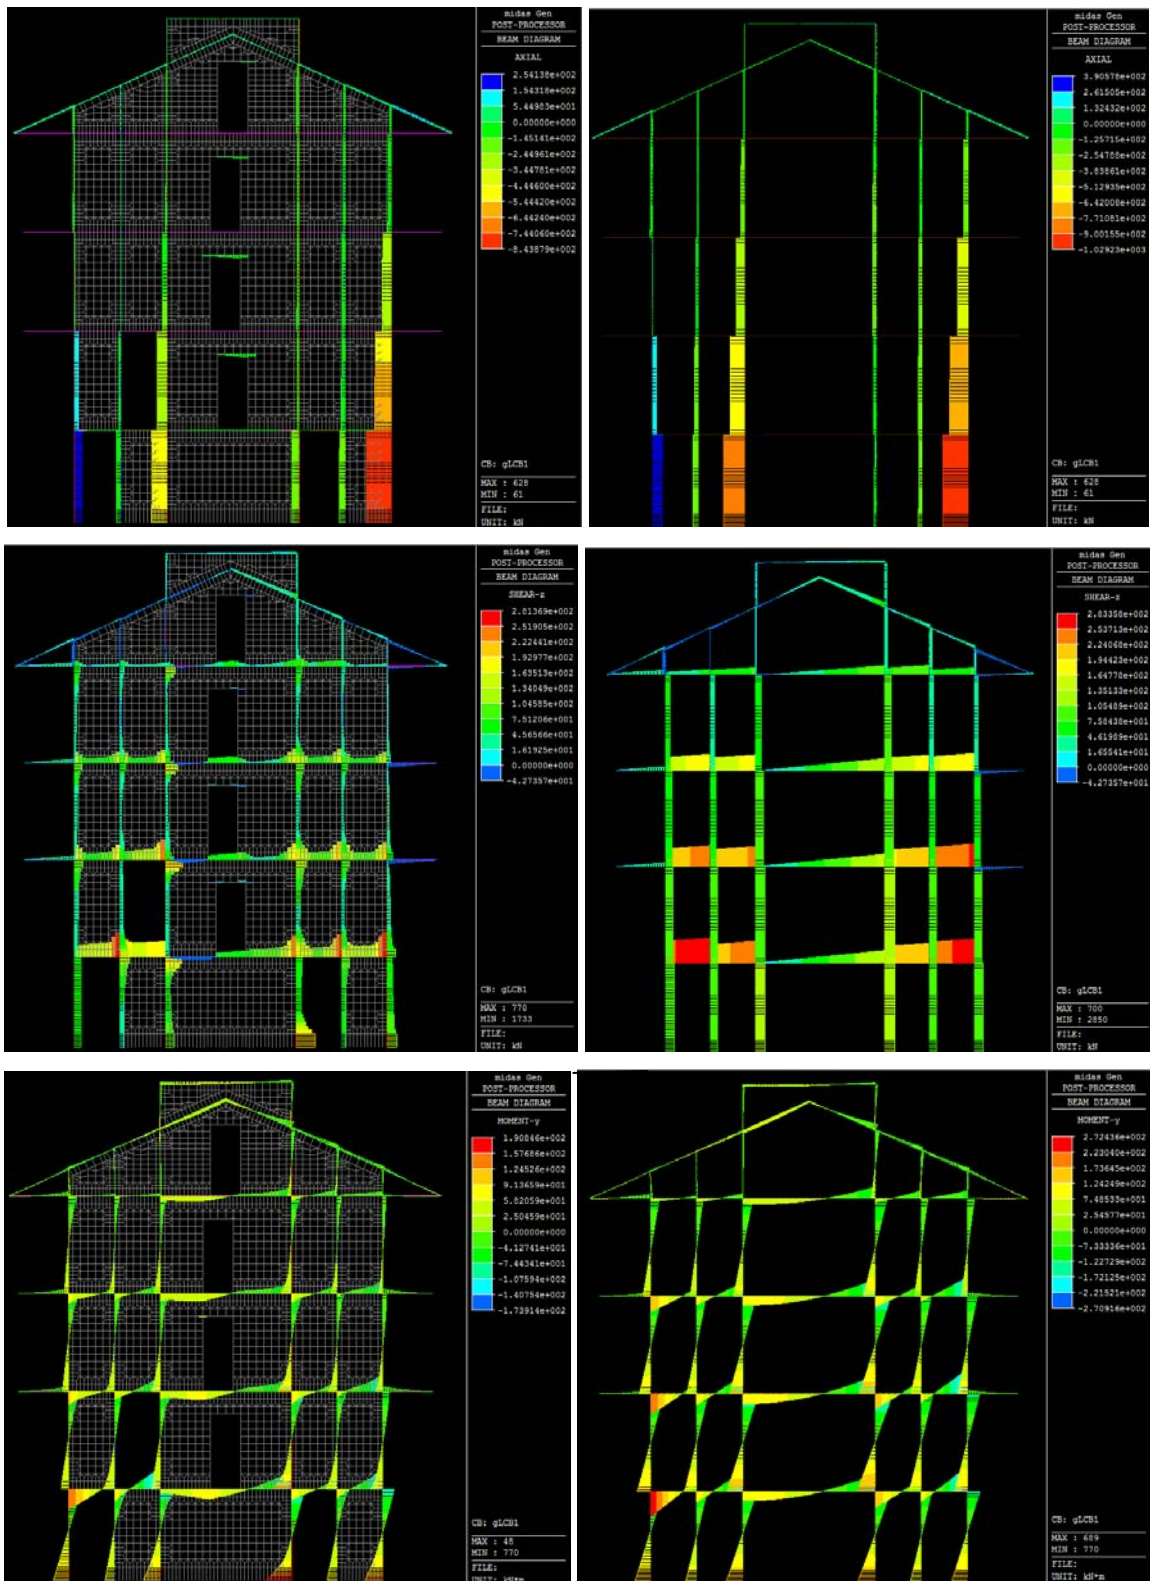 midas Gen
POST-PROCESSOR
BEAM DIAGRAM
AXIAL
2.54138e+002
1.54318e+002
5.44983e+001
0.00000e+000
-1.45141e+002
-2.44961e+002
-3.44781e+002
-4.44600e+002
-5.44420e+002
-6.44240e+002
-7.44060e+002
-8.43879e+002
CB: gLCB1
MAX : 628
MIN : 61
FILE:
UNIT: kN
midas Gen
POST-PROCESSOR
BEAM DIAGRAM
AXIAL
3.90578e+002
2.61505e+002
1.32432e+002
0.00000e+000
-1.25715e+002
-2.54788e+002
-3.83861e+002
-5.12935e+002
-6.42008e+002
-7.71081e+002
-9.00155e+002
-1.02923e+003
CB: gLCB1
MAX : 628
MIN : 61
FILE:
UNIT: kN
midas Gen
POST-PROCESSOR
BEAM DIAGRAM
SHEAR-z
2.81369e+002
2.51905e+002
2.22441e+002
1.92977e+002
1.63513e+002
1.34049e+002
1.04585e+002
7.51206e+001
4.56566e+001
1.61925e+001
0.00000e+000
-4.27357e+001
CB: gLCB1
MAX : 770
MIN : 1733
FILE:
UNIT: kN
midas Gen
POST-PROCESSOR
BEAM DIAGRAM
SHEAR-z
2.83358e+002
2.53713e+002
2.24068e+002
1.94423e+002
1.64778e+002
1.35133e+002
1.05489e+002
7.58438e+001
4.61989e+001
1.65541e+001
0.00000e+000
-4.27357e+001
CB: gLCB1
MAX : 700
MIN : 2850
FILE:
UNIT: kN
midas Gen
POST-PROCESSOR
BEAM DIAGRAM
MOMENT-y
1.90846e+002
1.57686e+002
1.24526e+002
9.13659e+001
5.82059e+001
2.50459e+001
0.00000e+000
-4.12741e+001
-7.44341e+001
-1.07594e+002
-1.40754e+002
-1.73914e+002
CB: gLCB1
MAX : 48
MIN : 770
FILE:
UNIT: kN*m
midas Gen
POST-PROCESSOR
BEAM DIAGRAM
MOMENT-y
2.72436e+002
2.23040e+002
1.73645e+002
1.24249e+002
7.48533e+001
2.54577e+001
0.00000e+000
-7.33336e+001
-1.22729e+002
-1.72125e+002
-2.21521e+002
-2.70916e+002
CB: gLCB1
MAX : 689
MIN : 770
FILE:
UNIT: kN*m